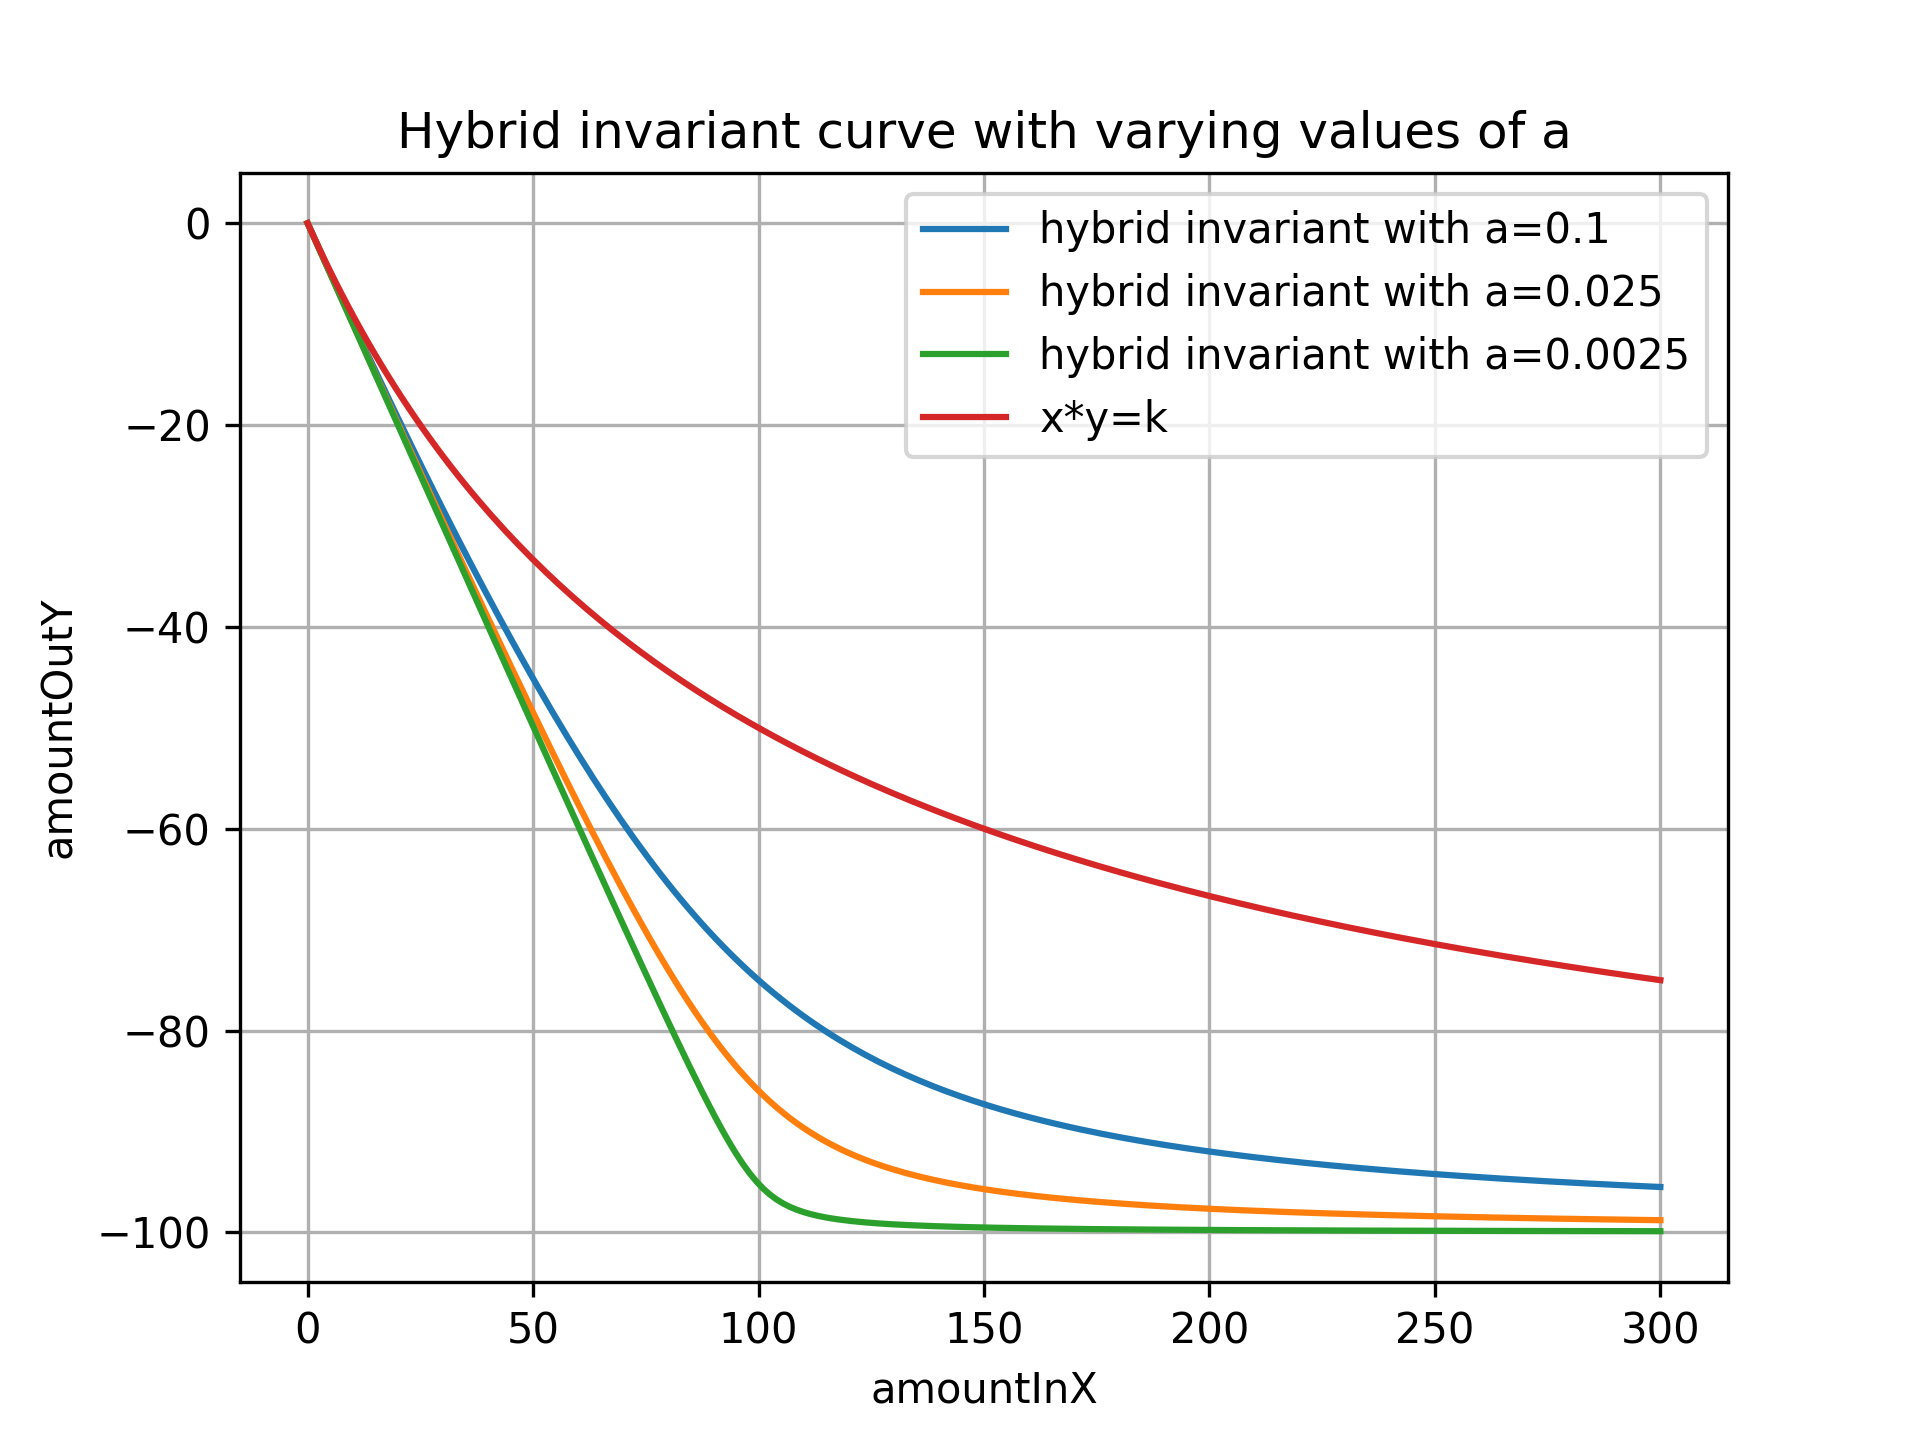 Hybrid invariant curve with varying values of a
hybrid invariant with a=0.1
hybrid invariant with a=0.025
hybrid invariant with a=0.0025
x*y=k
0
−20
−40
−60
−80
−100
amountOutY
0 50 100 150 200 250 300
amountInX